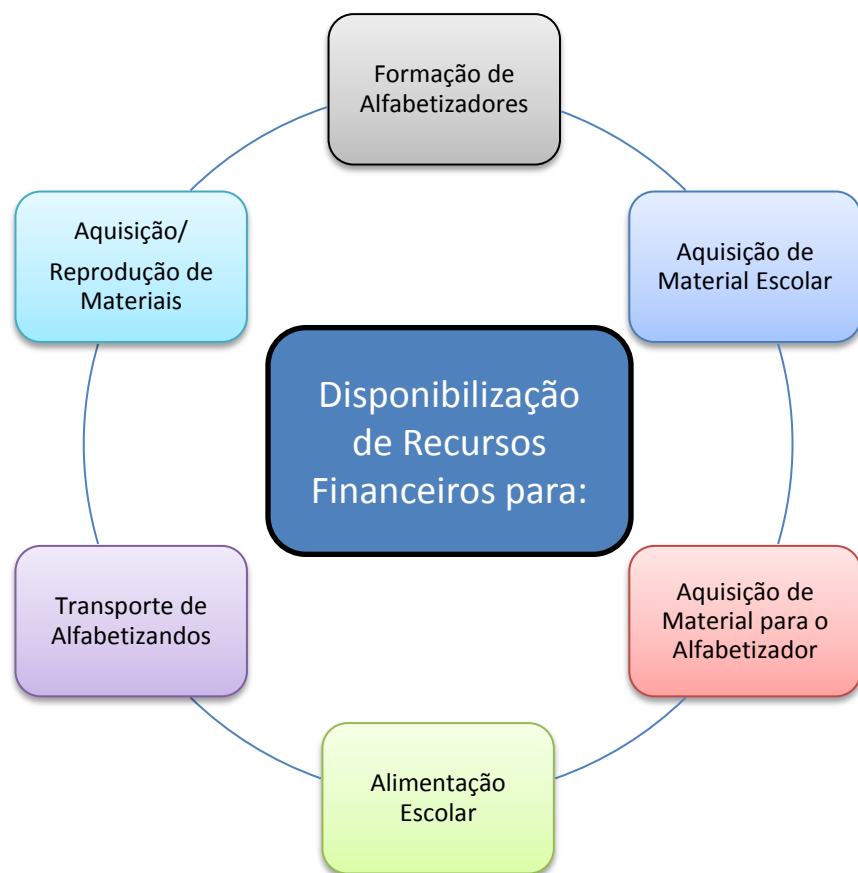 Formação de
Alfabetizadores
Aquisição de
Material Escolar
Aquisição de
Material para o
Alfabetizador
Alimentação
Escolar
Transporte de
Alfabetizandos
Aquisição/
Reprodução de
Materiais
Disponibilização
de Recursos
Financeiros para: